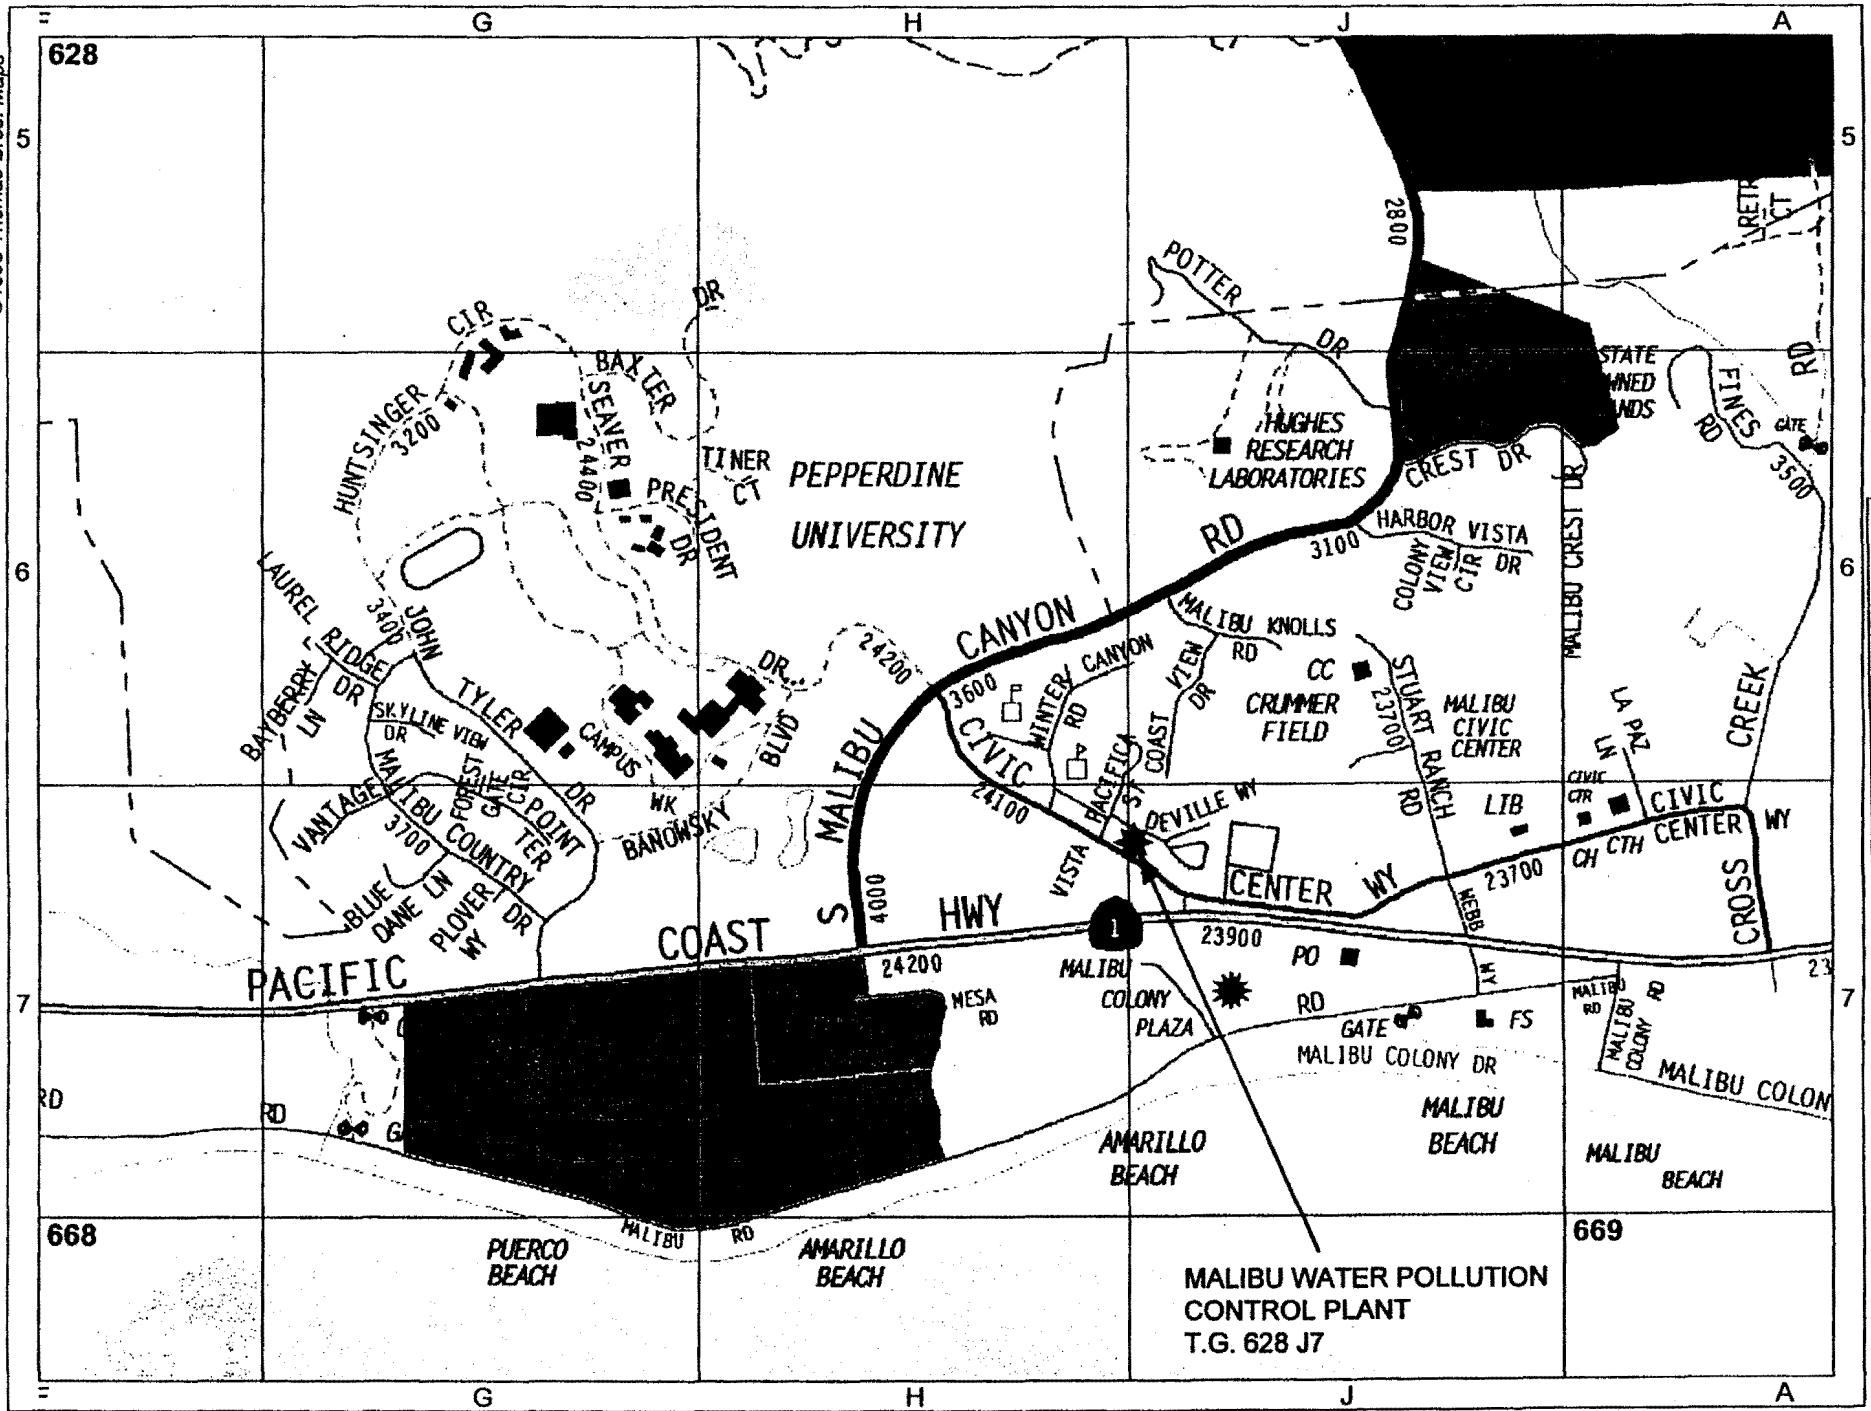 G
H
J
A
628
5
5
2800
RETR
CT
POTTER
DR
DR
CIR
BAXTER
SEAVER
24400
HUNTSINGER
3200
STATE
FINES
RD
RD
GATE
3500
HUGHES
RESEARCH
LABORATORIES
CREST DR
TINER
CT
PEPPERDINE
UNIVERSITY
PRESIDENT
DR
RD
3100
HARBOR VISTA
DR
COLONY
VIEW
CIR
MALIBU CREST DR
6
6
LAUREL
RIDGE
DR
3400
JOHN
TYLER
DR
BAYBERRY
LN
SKYLINE VIEW
DR
CAMPUS
WK
DR
BLVD
BANOWSKY
24200
CANYON
MALIBU
3600
CIVIC
24100
WINTER
CANYON
RD
MALIBU KNOLLS
RD
COAST
VIEW
DR
CC
CRUMMER
FIELD
STUART RANCH
RD
23700
MALIBU
CIVIC
CENTER
LA PAZ
LN
CREEK
PACIFICA
ST
DEVILLE WY
LIB
CIVIC
CTR
CIVIC
CENTER
WY
CH
CTH
VANTAGE
POINT
TER
FOREST
GATE
CIR
MALIBU COUNTRY
DR
3700
BLUE
DANE LN
PLOVER
WY
VISTA
CENTER
WY
23700
WEBB
WY
CROSS
S
4000
PACIFIC
COAST
HWY
1
23900
24200
23
PO
MALIBU
COLONY
PLAZA
RD
MESA
RD
MALIBU
RD
MALIBU
COLONY
RD
7
7
GATE
FS
MALIBU COLONY DR
MALIBU COLON
RD
RD
MALIBU
BEACH
AMARILLO
BEACH
MALIBU
BEACH
668
MALIBU
RD
669
PUERCO
BEACH
AMARILLO
BEACH
MALIBU WATER POLLUTION
CONTROL PLANT
T.G. 628 J7
G
H
J
A